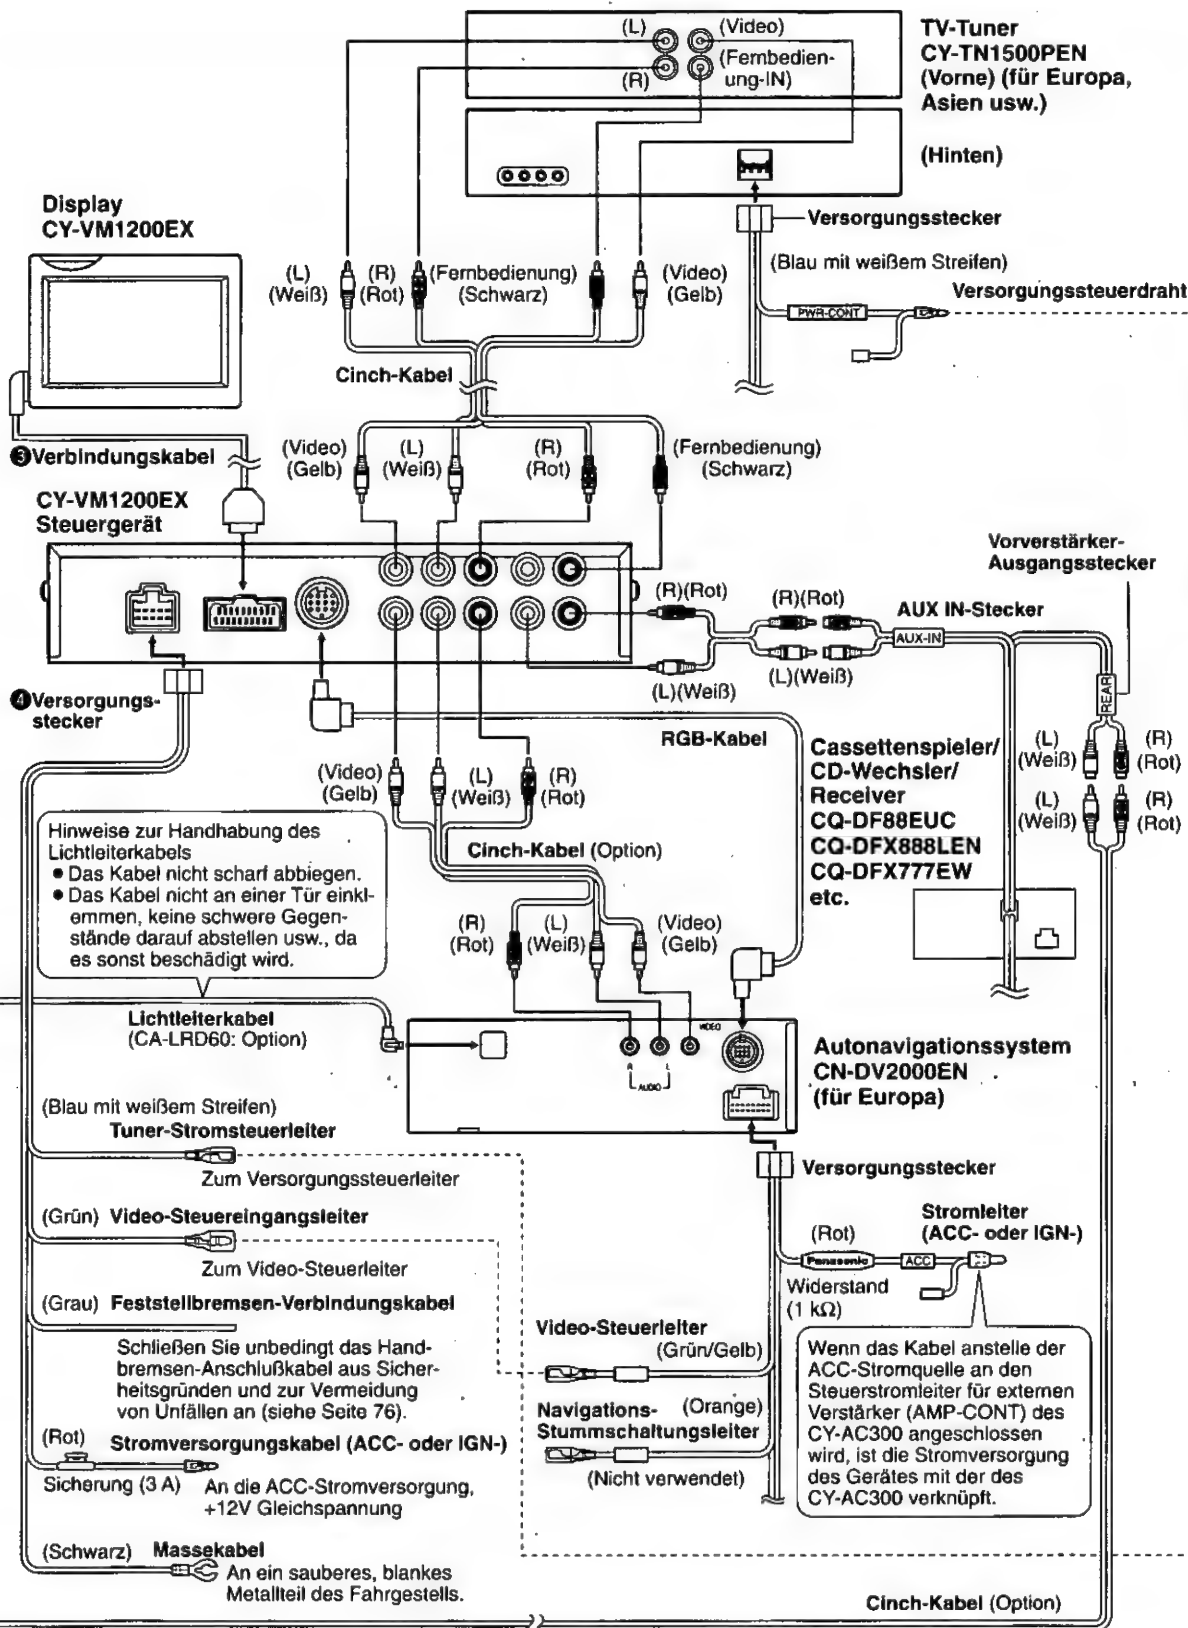 (L)
(Video)
(R)
(Fernbedien-
ung-IN)
TV-Tuner
CY-TN1500PEN
(Vorne) (für Europa,
Asien usw.)
(Hinten)
Display
CY-VM1200EX
Versorgungsstecker
(L)
(Weiß)
(R)
(Rot)
(Fernbedienung)
(Schwarz)
(Video)
(Gelb)
(Blau mit weißem Streifen)
Versorgungssteuerdraht
PWR-CONT
Cinch-Kabel
❸Verbindungskabel
(Video)
(Gelb)
(L)
(Weiß)
(R)
(Rot)
(Fernbedienung)
(Schwarz)
CY-VM1200EX
Steuergerät
Vorverstärker-
Ausgangsstecker
(R)(Rot)
(R)(Rot)
AUX IN-Stecker
AUX-IN
(L)(Weiß)
(L)(Weiß)
REAR
❹Versorgungs-
stecker
RGB-Kabel
(L)
(Weiß)
(R)
(Rot)
(L)
(Weiß)
(R)
(Rot)
Cassettenspieler/
CD-Wechsler/
Receiver
CQ-DF88EUC
CQ-DFX888LEN
CQ-DFX777EW
etc.
(Video)
(Gelb)
(L)
(Weiß)
(R)
(Rot)
Hinweise zur Handhabung des
Lichtleiterkabels
● Das Kabel nicht scharf abbiegen.
● Das Kabel nicht an einer Tür einkl-
emmen, keine schwere Gegen-
stände darauf abstellen usw., da
es sonst beschädigt wird.
Cinch-Kabel (Option)
(R)
(Rot)
(L)
(Weiß)
(Video)
(Gelb)
Lichtleiterkabel
(CA-LRD60: Option)
VIDEO
R
L
AUDIO
Autonavigationssystem
CN-DV2000EN
(für Europa)
(Blau mit weißem Streifen)
Tuner-Stromsteuerleiter
Zum Versorgungssteuerleiter
Versorgungsstecker
(Grün) Video-Steuereingangsleiter
Zum Video-Steuerleiter
Stromleiter
(ACC- oder IGN-)
(Rot)
Panasonic
ACC
Widerstand
(1 kΩ)
(Grau) Feststellbremsen-Verbindungskabel
Schließen Sie unbedingt das Hand-
bremsen-Anschlußkabel aus Sicher-
heitsgründen und zur Vermeidung
von Unfällen an (siehe Seite 76).
Video-Steuerleiter
(Grün/Gelb)
Navigations-
Stummschaltungsleiter
(Orange)
(Nicht verwendet)
Wenn das Kabel anstelle der
ACC-Stromquelle an den
Steuerstromleiter für externen
Verstärker (AMP-CONT) des
CY-AC300 angeschlossen
wird, ist die Stromversorgung
des Gerätes mit der des
CY-AC300 verknüpft.
(Rot) Stromversorgungskabel (ACC- oder IGN-)
Sicherung (3 A)
An die ACC-Stromversorgung,
+12V Gleichspannung
(Schwarz) Massekabel
An ein sauberes, blankes
Metallteil des Fahrgestells.
Cinch-Kabel (Option)